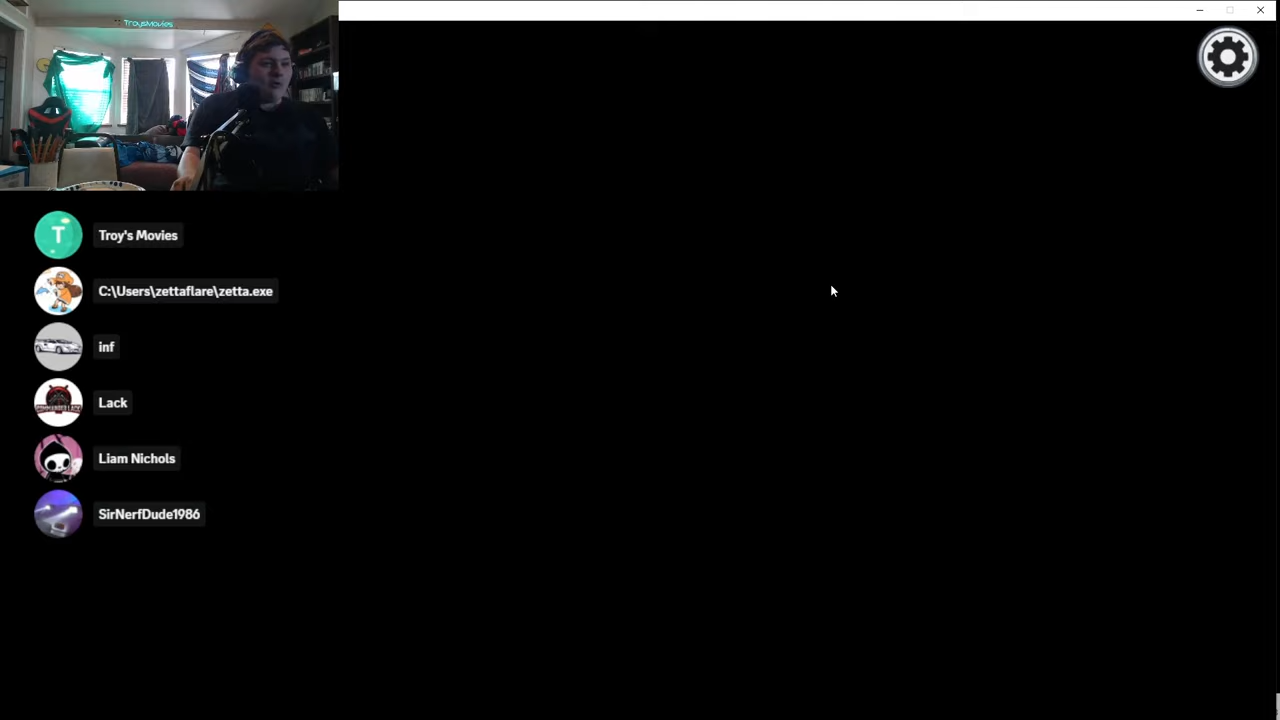 TroysMovies
T
Troy's Movies
C:\Users\zettaflare\zetta.exe
inf
Lack
Liam Nichols
SirNerfDude1986